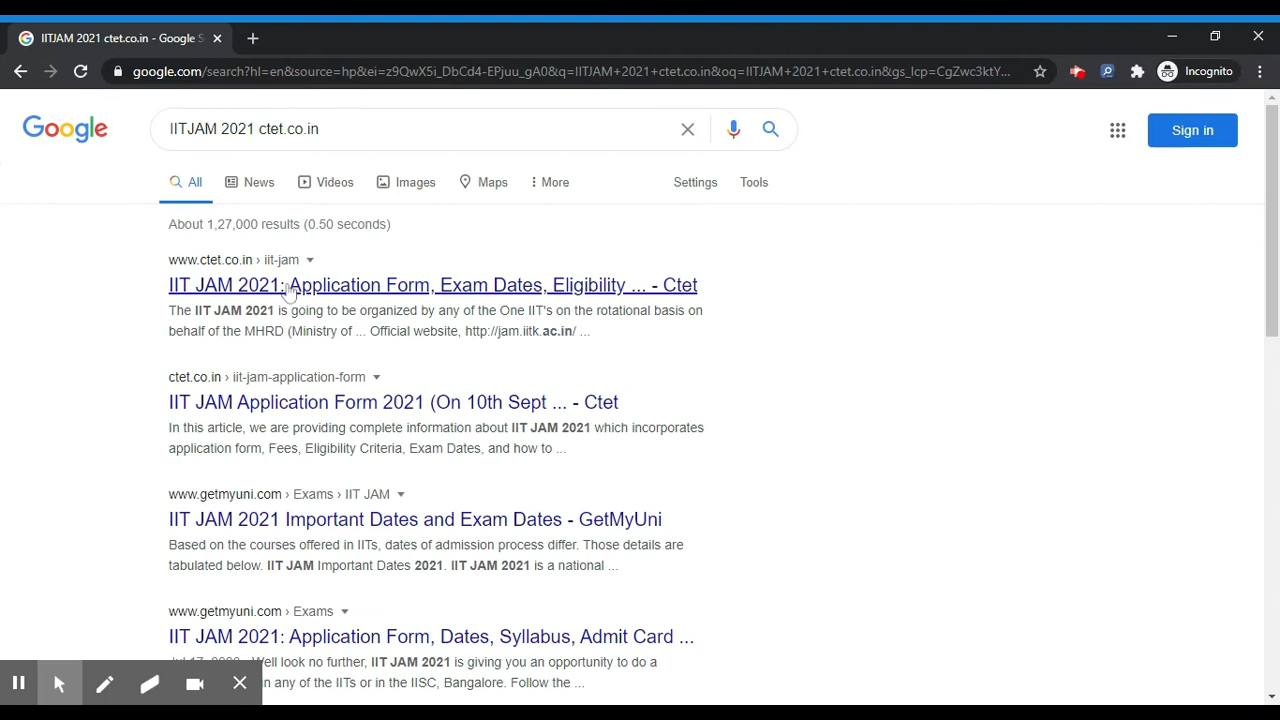 IITJAM 2021 ctet.co.in - Google S
google.com/search?hl=en&source=hp&ei=z9QwX5i_DbCd4-EPjuu_gA0&q=IITJAM+2021+ctet.co.in&oq=IITJAM+2021+ctet.co.in&gs_lcp=CgZwc3ktY...
Incognito
Google
IITJAM 2021 ctet.co.in
Sign in
All News Videos Images Maps More Settings Tools
About 1,27,000 results (0.50 seconds)
www.ctet.co.in › iit-jam
IIT JAM 2021: Application Form, Exam Dates, Eligibility ... - Ctet
The IIT JAM 2021 is going to be organized by any of the One IIT's on the rotational basis on
behalf of the MHRD (Ministry of ... Official website, http://jam.iitk.ac.in/ ...
ctet.co.in › iit-jam-application-form
IIT JAM Application Form 2021 (On 10th Sept ... - Ctet
In this article, we are providing complete information about IIT JAM 2021 which incorporates
application form, Fees, Eligibility Criteria, Exam Dates, and how to ...
www.getmyuni.com › Exams › IIT JAM
IIT JAM 2021 Important Dates and Exam Dates - GetMyUni
Based on the courses offered in IITs, dates of admission process differ. Those details are
tabulated below. IIT JAM Important Dates 2021. IIT JAM 2021 is a national ...
www.getmyuni.com › Exams
IIT JAM 2021: Application Form, Dates, Syllabus, Admit Card ...
Well look no further, IIT JAM 2021 is giving you an opportunity to do a
in any of the IITs or in the IISC, Bangalore. Follow the ...